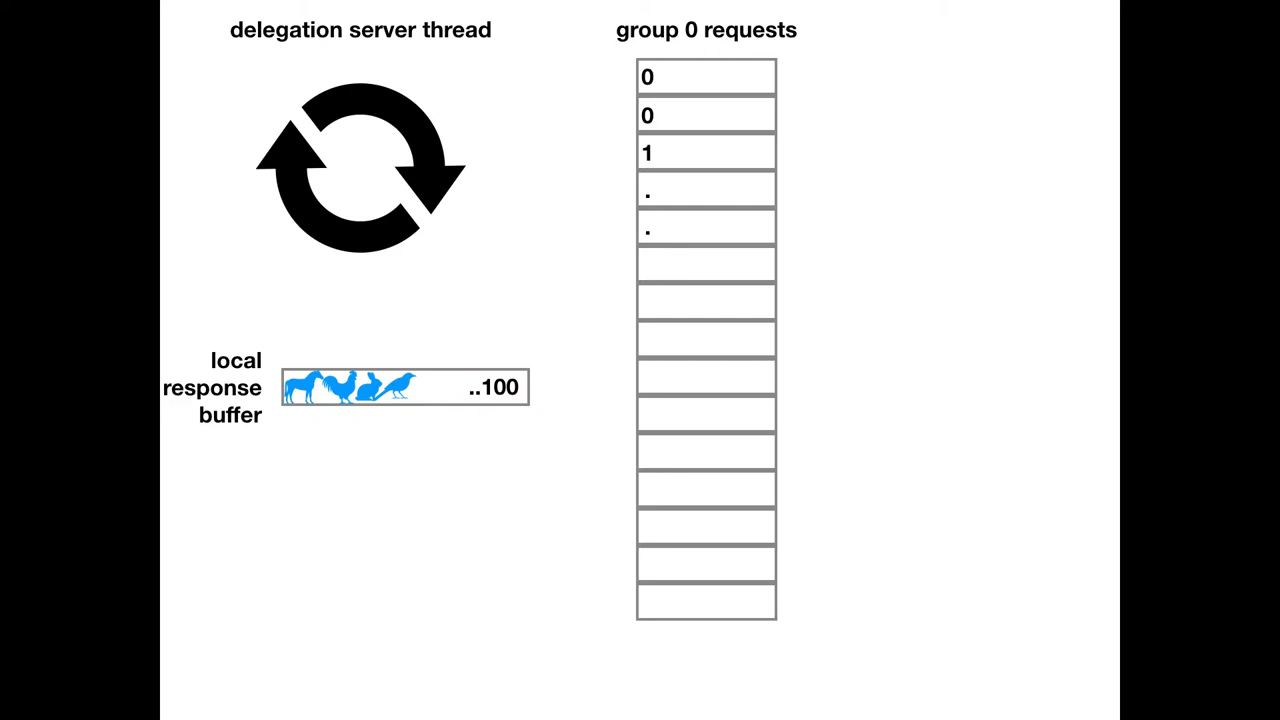 delegation server thread
group 0 requests
0
0
1
.
.
local
response
buffer
..100